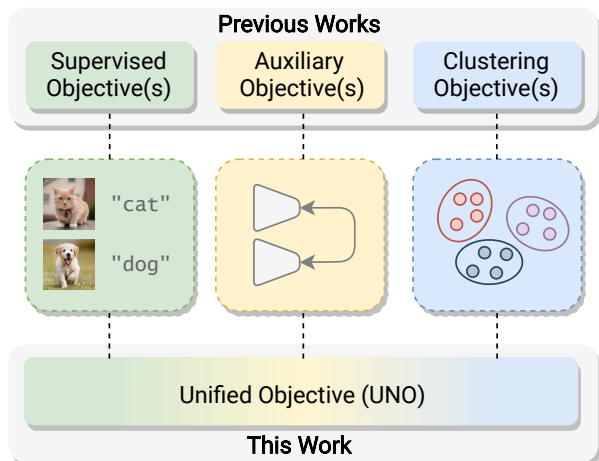 Previous Works
Supervised
Objective(s)
Auxiliary
Objective(s)
Clustering
Objective(s)
"cat"
"dog"
Unified Objective (UNO)
This Work